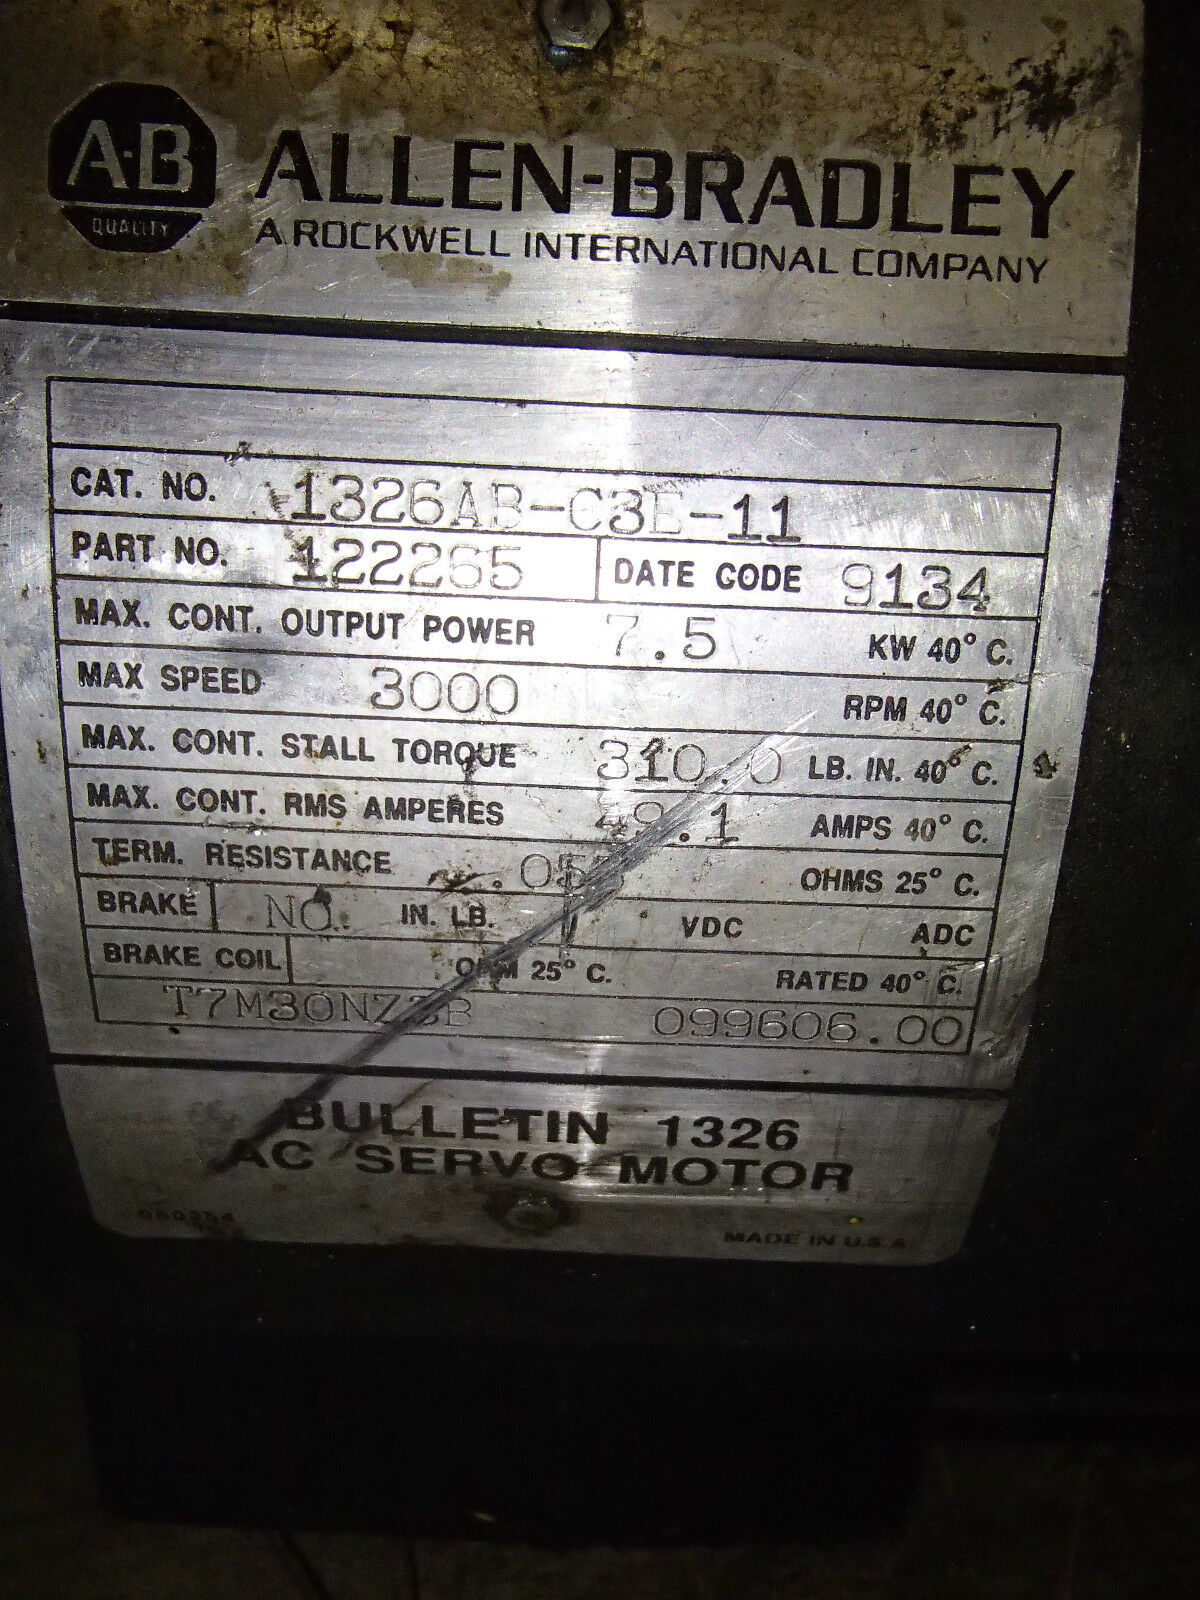 A·B
QUALITY
ALLEN-BRADLEY
A ROCKWELL INTERNATIONAL COMPANY
CAT. NO. 1326AB-C3E-11
PART NO. 122265 DATE CODE 9134
MAX. CONT. OUTPUT POWER 7.5 KW 40° C.
MAX SPEED 3000 RPM 40° C.
MAX. CONT. STALL TORQUE 310.0 LB. IN. 40° C.
MAX. CONT. RMS AMPERES AMPS 40° C.
TERM. RESISTANCE OHMS 25° C.
BRAKE NO. IN. LB. VDC ADC
BRAKE COIL OHM 25° C. RATED 40° C.
099606.00
BULLETIN 1326
AC SERVO MOTOR
MADE IN U.S.A.